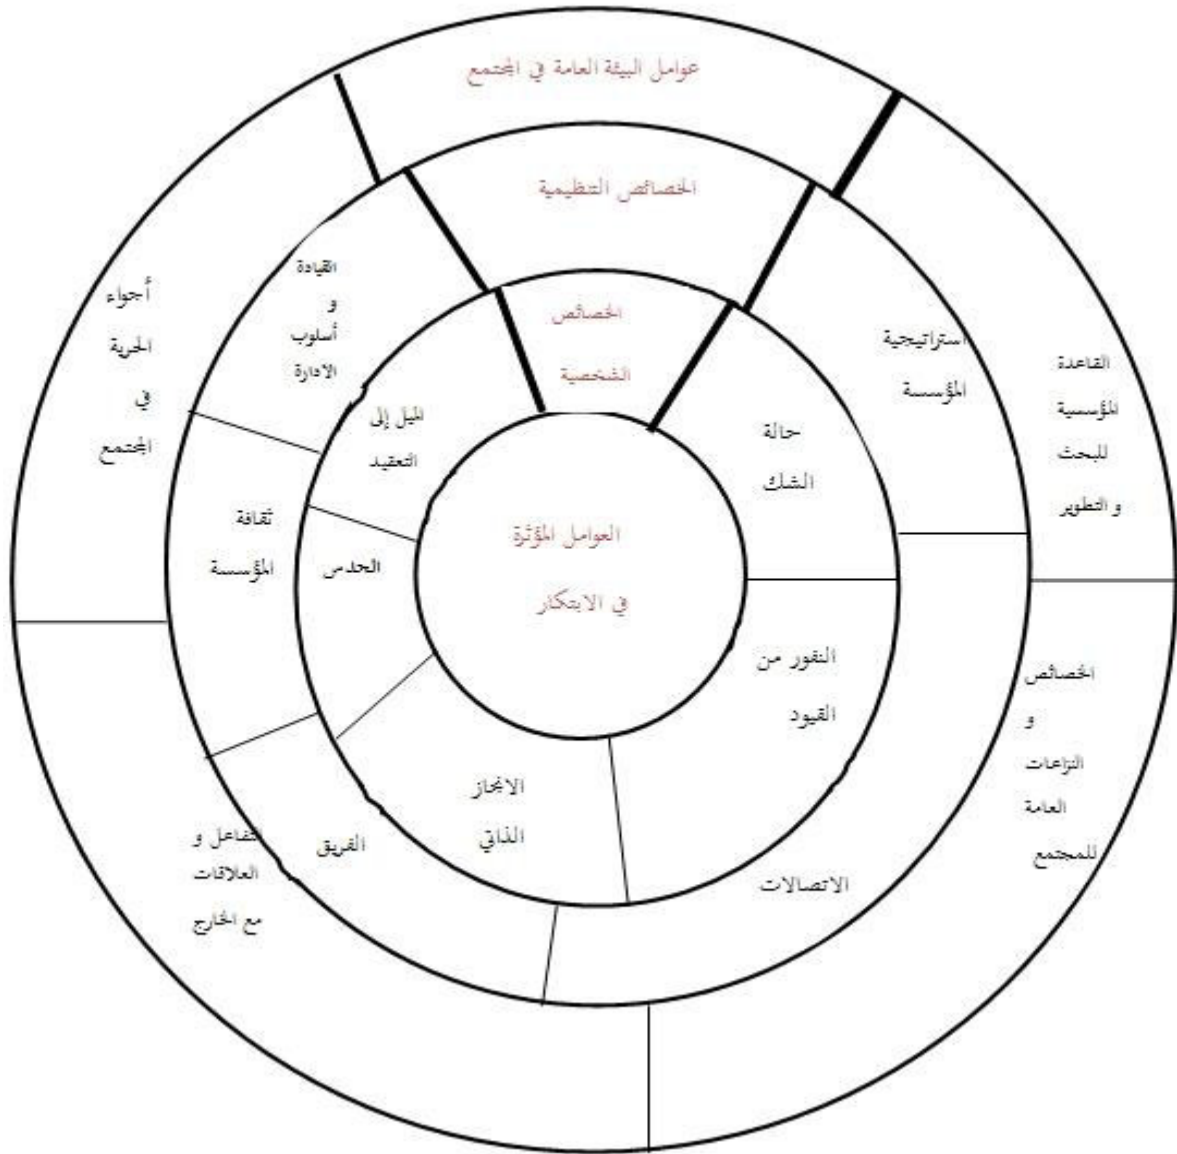 عوامل البيئة العامة في المجتمع
الخصائص التنظيمية
الخصائص
الشخصية
العوامل المؤثرة
في الابتكار
القاعدة
المؤسسية
للبحث
و التطوير
الخصائص
و
النزاعات
العامة
للمجتمع
التفاعل و
العلاقات
مع الخارج
أجواء
الحرية
في
المجتمع
استراتيجية
المؤسسة
الاتصالات
الفريق
ثقافة
المؤسسة
القيادة
و
أسلوب
الادارة
حالة
الشك
النفور من
القيود
الانجاز
الذاتي
الحدس
الميل إلى
التعقيد